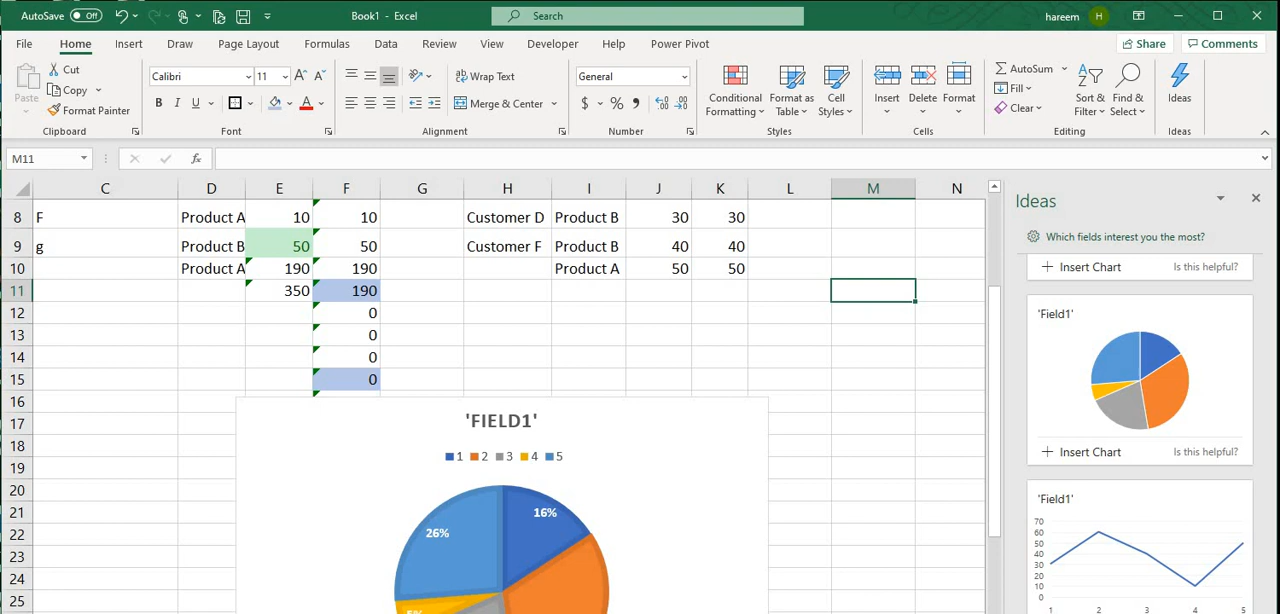 AutoSave Off Book1 - Excel Search hareem H
File Home Insert Draw Page Layout Formulas Data Review View Developer Help Power Pivot Share Comments
Paste Cut Copy Format Painter Clipboard
Calibri 11 A A B I U A Font
ab Wrap Text Merge & Center Alignment
General $ % , Number
Conditional Formatting Format as Table Cell Styles Styles
Insert Delete Format Cells
AutoSum Fill Clear Sort & Filter Find & Select Editing
Ideas Ideas
M11 fx
C D E F G H I J K L M N
8 F Product A 10 10 Customer D Product B 30 30
9 g Product B 50 50 Customer F Product B 40 40
10 Product A 190 190 Product A 50 50
11 350 190
12 0
13 0
14 0
15 0
16
17
18
19
20
21
22
23
24
25
'FIELD1'
1 2 3 4 5
16%
26%
5%
Ideas
Which fields interest you the most?
Insert Chart Is this helpful?
'Field1'
Insert Chart Is this helpful?
'Field1'
70
60
50
40
30
20
10
0
1 2 3 4 5